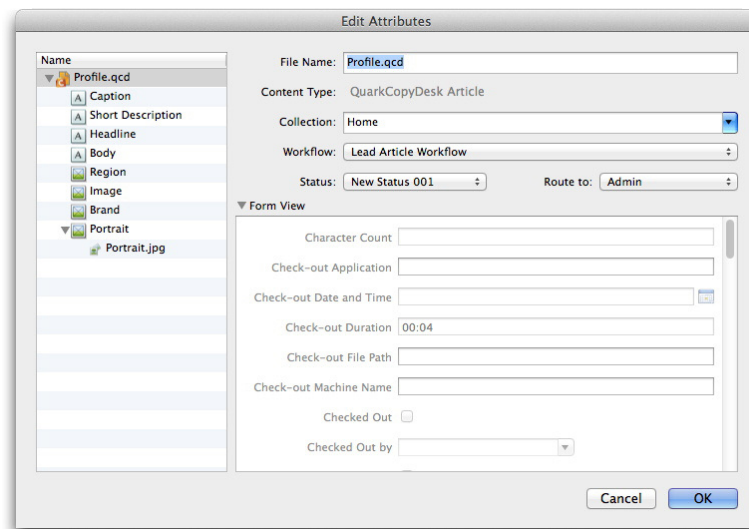 Edit Attributes
Name
Profile.qcd
Caption
Short Description
Headline
Body
Region
Image
Brand
Portrait
Portrait.jpg
File Name: Profile.qcd
Content Type: QuarkCopyDesk Article
Collection: Home
Workflow: Lead Article Workflow
Status: New Status 001 Route to: Admin
Form View
Character Count
Check-out Application
Check-out Date and Time
Check-out Duration 00:04
Check-out File Path
Check-out Machine Name
Checked Out
Checked Out by
Cancel OK